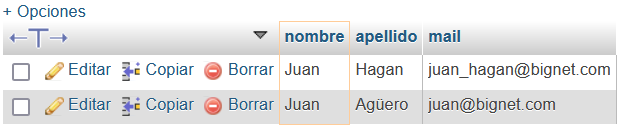 + Opciones
nombre apellido mail
Editar Copiar Borrar Juan Hagan juan_hagan@bignet.com
Editar Copiar Borrar Juan Agüero juan@bignet.com